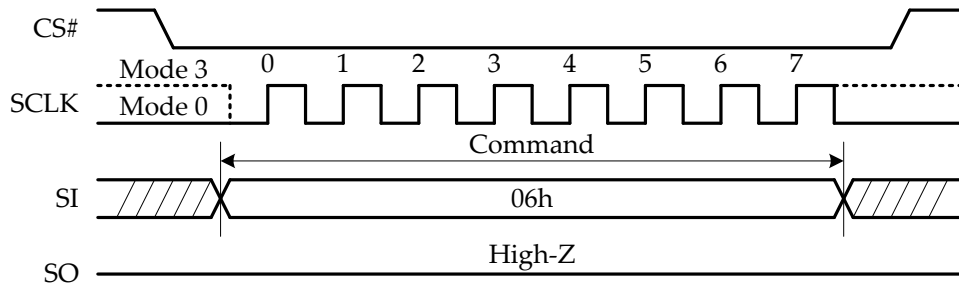 CS#
Mode 3 0 1 2 3 4 5 6 7
SCLK Mode 0
Command
SI 06h
High-Z
SO